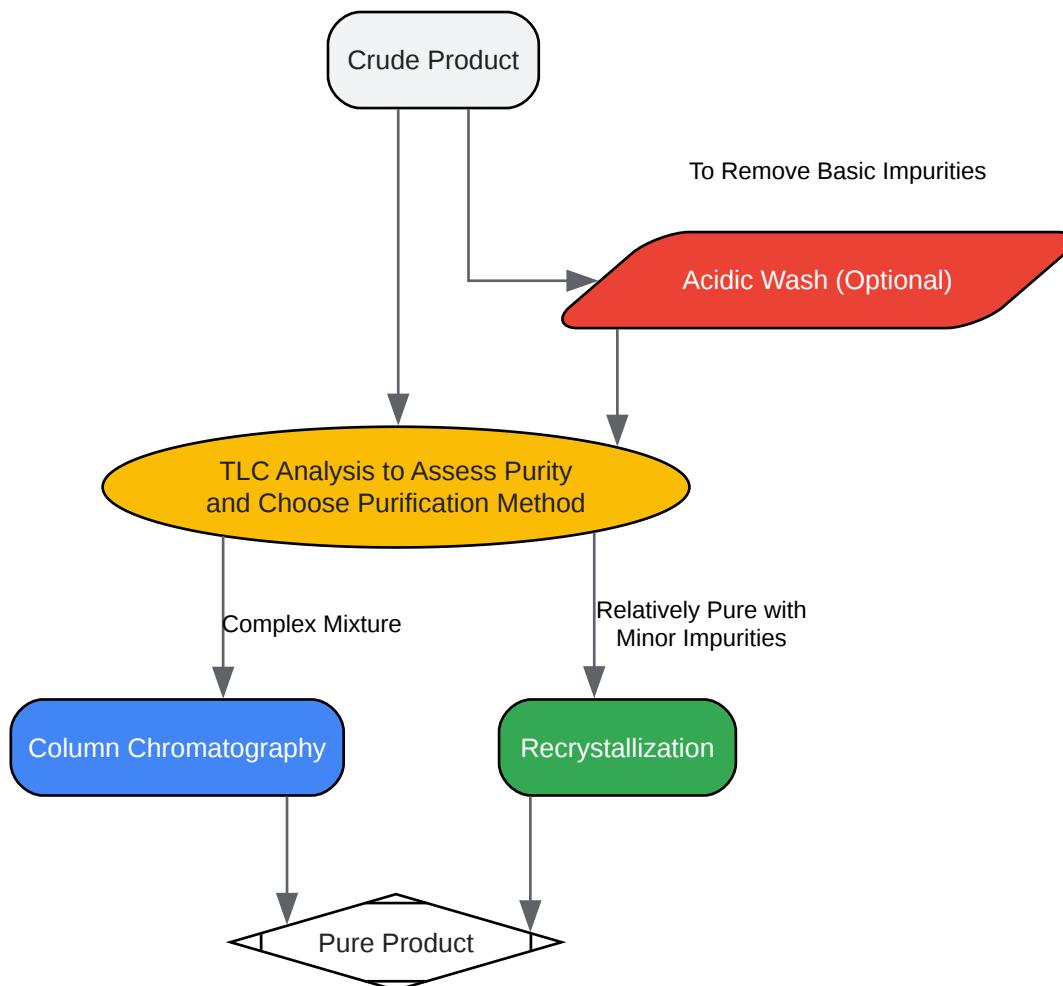 Crude Product
To Remove Basic Impurities
Acidic Wash (Optional)
TLC Analysis to Assess Purity
and Choose Purification Method
Complex Mixture
Relatively Pure with
Minor Impurities
Column Chromatography
Recrystallization
Pure Product